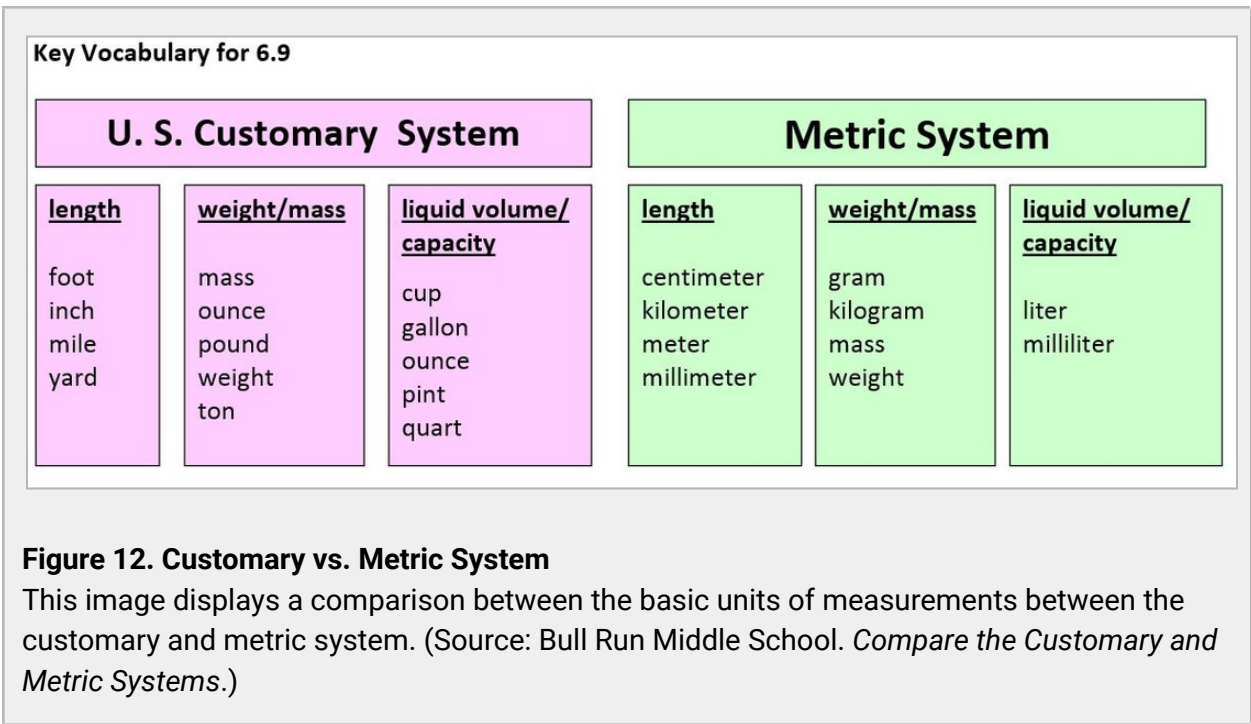 Key Vocabulary for 6.9
U. S. Customary System
length
foot
inch
mile
yard
weight/mass
mass
ounce
pound
weight
ton
liquid volume/
capacity
cup
gallon
ounce
pint
quart
Metric System
length
centimeter
kilometer
meter
millimeter
weight/mass
gram
kilogram
mass
weight
liquid volume/
capacity
liter
milliliter
Figure 12. Customary vs. Metric System
This image displays a comparison between the basic units of measurements between the
customary and metric system. (Source: Bull Run Middle School. Compare the Customary and
Metric Systems.)